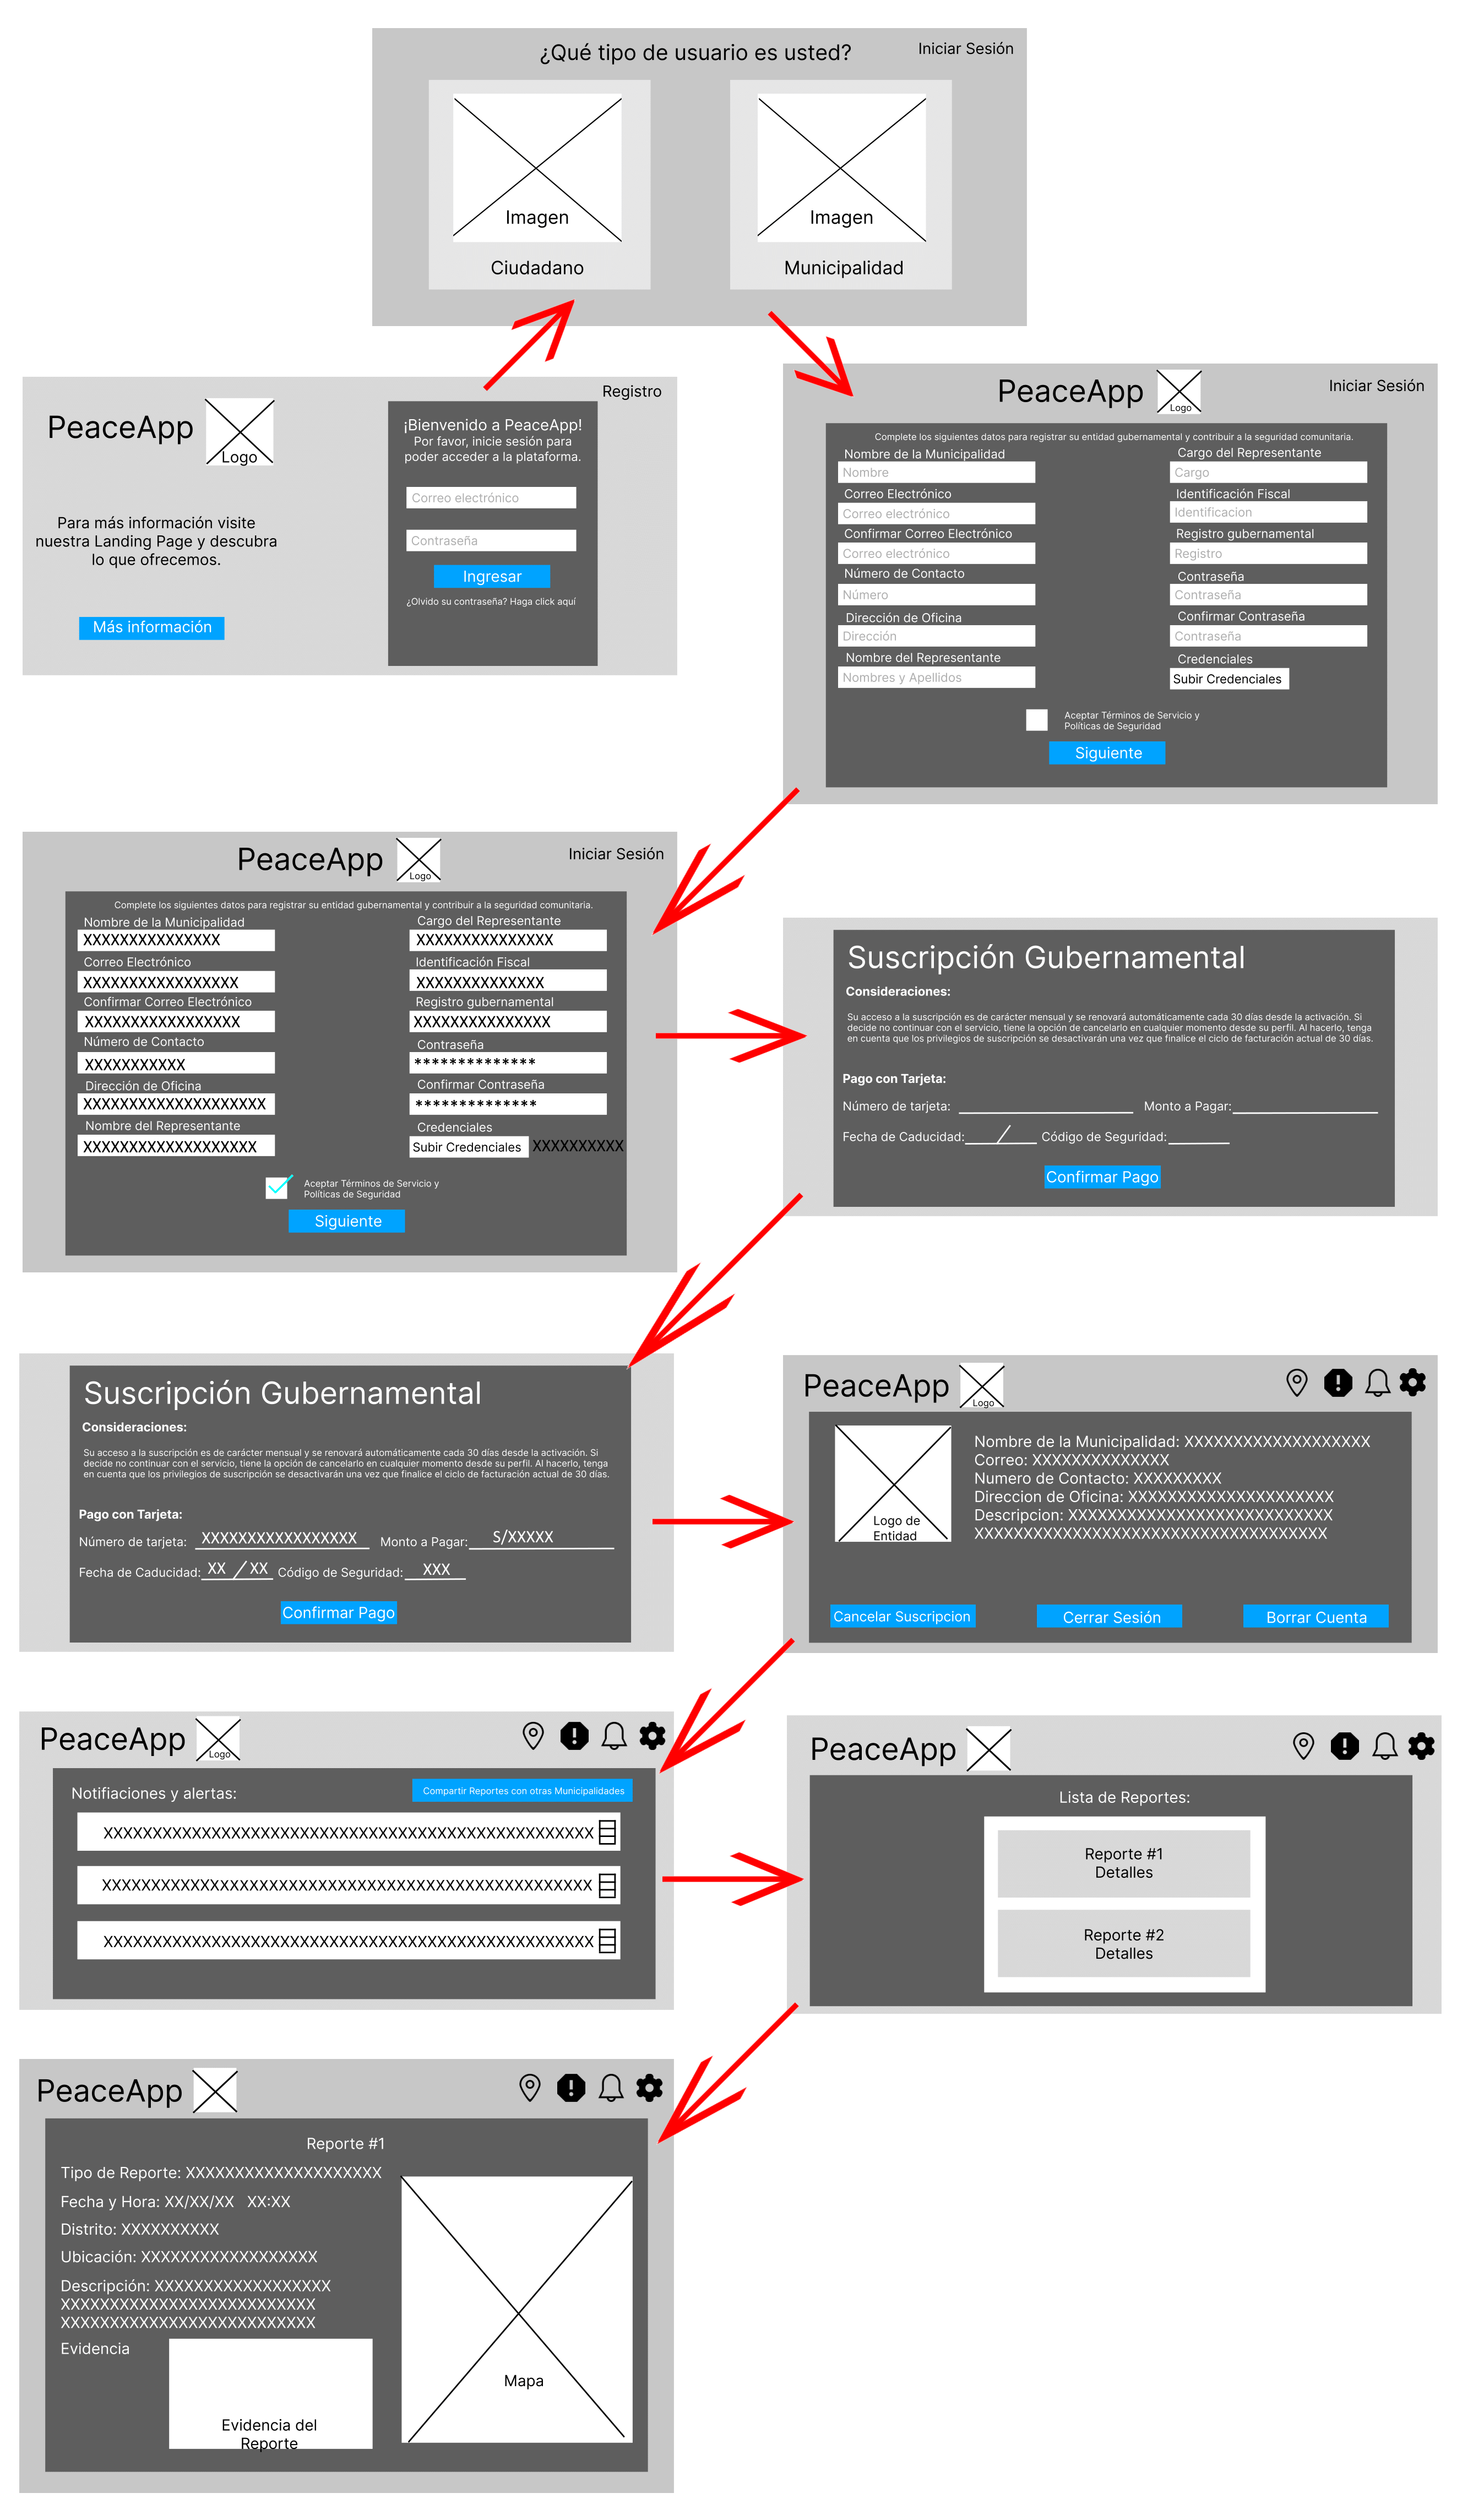 ¿Qué tipo de usuario es usted?
Iniciar Sesión
Imagen
Imagen
Ciudadano
Municipalidad
Registro
PeaceApp
Logo
¡Bienvenido a PeaceApp!
Por favor, inicie sesión para
poder acceder a la plataforma.
Correo electrónico
Contraseña
Ingresar
¿Olvido su contraseña? Haga click aquí
Para más información visite
nuestra Landing Page y descubra
lo que ofrecemos.
Más información
PeaceApp
Logo
Iniciar Sesión
Complete los siguientes datos para registrar su entidad gubernamental y contribuir a la seguridad comunitaria.
Nombre de la Municipalidad
Nombre
Correo Electrónico
Correo electrónico
Confirmar Correo Electrónico
Correo electrónico
Número de Contacto
Número
Dirección de Oficina
Dirección
Nombre del Representante
Nombres y Apellidos
Cargo del Representante
Cargo
Identificación Fiscal
Identificacion
Registro gubernamental
Registro
Contraseña
Contraseña
Confirmar Contraseña
Contraseña
Credenciales
Subir Credenciales
Aceptar Términos de Servicio y
Políticas de Seguridad
Siguiente
PeaceApp
Logo
Iniciar Sesión
Complete los siguientes datos para registrar su entidad gubernamental y contribuir a la seguridad comunitaria.
Nombre de la Municipalidad
XXXXXXXXXXXXXXX
Correo Electrónico
XXXXXXXXXXXXXXXXX
Confirmar Correo Electrónico
XXXXXXXXXXXXXXXXX
Número de Contacto
XXXXXXXXXXX
Dirección de Oficina
XXXXXXXXXXXXXXXXXXXX
Nombre del Representante
XXXXXXXXXXXXXXXXXXX
Cargo del Representante
XXXXXXXXXXXXXXX
Identificación Fiscal
XXXXXXXXXXXXXX
Registro gubernamental
XXXXXXXXXXXXXXX
Contraseña
**************
Confirmar Contraseña
**************
Credenciales
Subir Credenciales XXXXXXXXXX
Aceptar Términos de Servicio y
Políticas de Seguridad
Siguiente
Suscripción Gubernamental
Consideraciones:
Su acceso a la suscripción es de carácter mensual y se renovará automáticamente cada 30 días desde la activación. Si
decide no continuar con el servicio, tiene la opción de cancelarlo en cualquier momento desde su perfil. Al hacerlo, tenga
en cuenta que los privilegios de suscripción se desactivarán una vez que finalice el ciclo de facturación actual de 30 días.
Pago con Tarjeta:
Número de tarjeta: Monto a Pagar:
Fecha de Caducidad: / Código de Seguridad:
Confirmar Pago
Suscripción Gubernamental
Consideraciones:
Su acceso a la suscripción es de carácter mensual y se renovará automáticamente cada 30 días desde la activación. Si
decide no continuar con el servicio, tiene la opción de cancelarlo en cualquier momento desde su perfil. Al hacerlo, tenga
en cuenta que los privilegios de suscripción se desactivarán una vez que finalice el ciclo de facturación actual de 30 días.
Pago con Tarjeta:
Número de tarjeta: XXXXXXXXXXXXXXXXX Monto a Pagar: S/XXXXX
Fecha de Caducidad: XX / XX Código de Seguridad: XXX
Confirmar Pago
PeaceApp
Logo
Logo de
Entidad
Nombre de la Municipalidad: XXXXXXXXXXXXXXXXXXX
Correo: XXXXXXXXXXXXXX
Numero de Contacto: XXXXXXXXX
Direccion de Oficina: XXXXXXXXXXXXXXXXXXXXX
Descripcion: XXXXXXXXXXXXXXXXXXXXXXXXXXX
XXXXXXXXXXXXXXXXXXXXXXXXXXXXXXXXXXXX
Cancelar Suscripcion
Cerrar Sesión
Borrar Cuenta
PeaceApp
Logo
Notifiaciones y alertas:
Compartir Reportes con otras Municipalidades
XXXXXXXXXXXXXXXXXXXXXXXXXXXXXXXXXXXXXXXXXXXXXXXXXX
XXXXXXXXXXXXXXXXXXXXXXXXXXXXXXXXXXXXXXXXXXXXXXXXXX
XXXXXXXXXXXXXXXXXXXXXXXXXXXXXXXXXXXXXXXXXXXXXXXXXX
PeaceApp
Lista de Reportes:
Reporte #1
Detalles
Reporte #2
Detalles
PeaceApp
Reporte #1
Tipo de Reporte: XXXXXXXXXXXXXXXXXXXX
Fecha y Hora: XX/XX/XX XX:XX
Distrito: XXXXXXXXXX
Ubicación: XXXXXXXXXXXXXXXXXX
Descripción: XXXXXXXXXXXXXXXXXX
XXXXXXXXXXXXXXXXXXXXXXXXXX
XXXXXXXXXXXXXXXXXXXXXXXXXX
Evidencia
Evidencia del
Reporte
Mapa